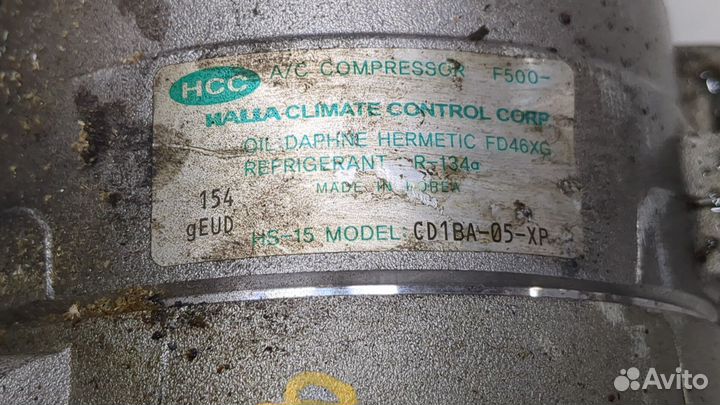 HCC A/C COMPRESSOR F500-
HALLA CLIMATE CONTROL CORP
OIL DAPHNE HERMETIC FD46XG
REFRIGERANT R-134a
MADE IN KOREA
154
gEUD
HS-15 MODEL CD1BA-05-XP
Avito